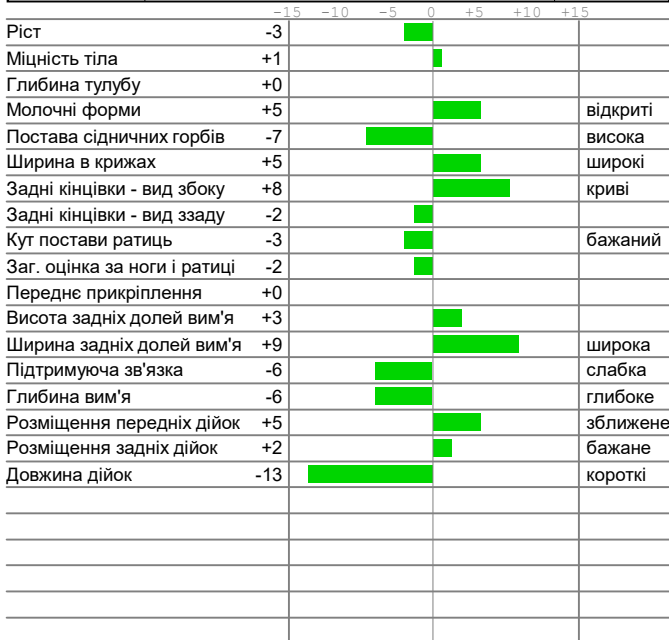 -15 -10 -5 0 +5 +10 +15
Ріст -3
Міцність тіла +1
Глибина тулубу +0
Молочні форми +5 відкриті
Постава сідничних горбів -7 висока
Ширина в крижах +5 широкі
Задні кінцівки - вид збоку +8 криві
Задні кінцівки - вид ззаду -2
Кут постави ратиць -3 бажаний
Заг. оцінка за ноги і ратиці -2
Переднє прикріплення +0
Висота задніх долей вим'я +3
Ширина задніх долей вим'я +9 широка
Підтримуюча зв'язка -6 слабка
Глибина вим'я -6 глибоке
Розміщення передніх дійок +5 зближене
Розміщення задніх дійок +2 бажане
Довжина дійок -13 короткі